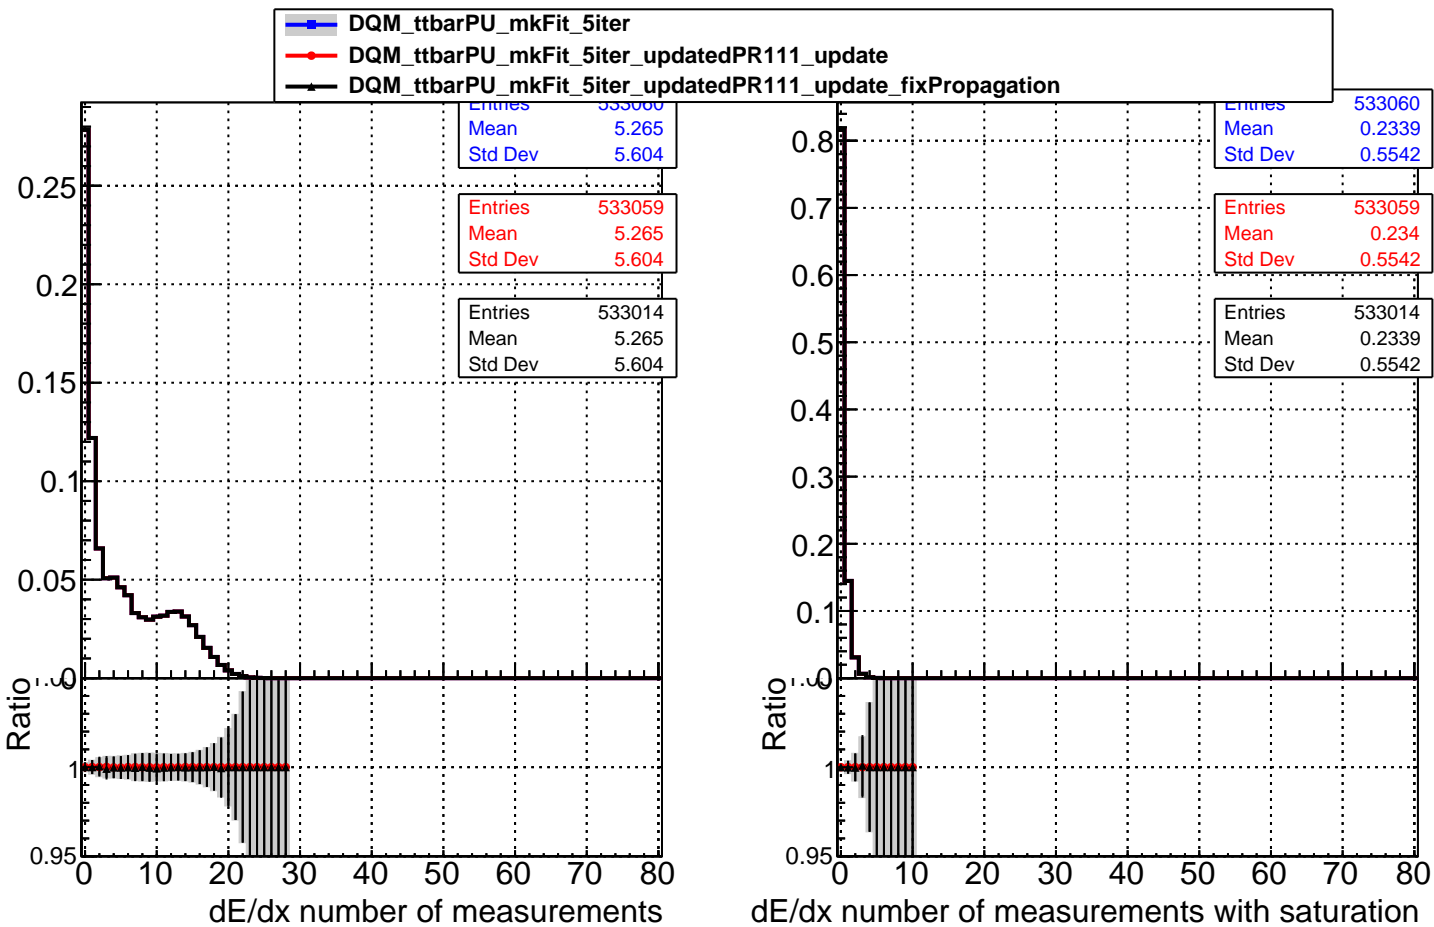 DQM_ttbarPU_mkFit_5iter
DQM_ttbarPU_mkFit_5iter_updatedPR111_update
DQM_ttbarPU_mkFit_5iter_updatedPR111_update_fixPropagation
Entries 533060
Mean 5.265
Std Dev 5.604
Entries 533059
Mean 5.265
Std Dev 5.604
Entries 533014
Mean 5.265
Std Dev 5.604
0.25
0.2
0.15
0.1
0.05
0
Ratio
1
0.95
0 10 20 30 40 50 60 70 80
dE/dx number of measurements
Entries 533060
Mean 0.2339
Std Dev 0.5542
Entries 533059
Mean 0.234
Std Dev 0.5542
Entries 533014
Mean 0.2339
Std Dev 0.5542
0.8
0.7
0.6
0.5
0.4
0.3
0.2
0.1
0
Ratio
1
0.95
0 10 20 30 40 50 60 70 80
dE/dx number of measurements with saturation